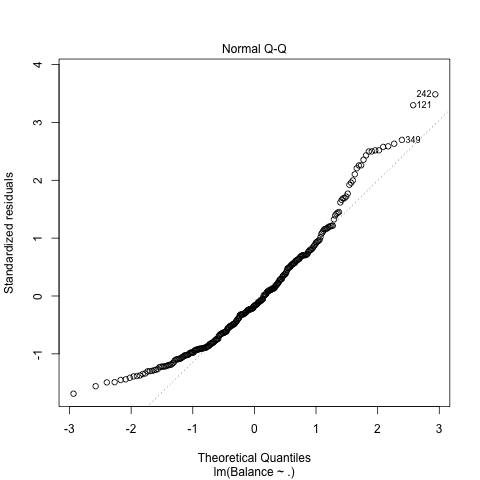 Normal Q-Q
4
3
2
1
0
-1
Standardized residuals
242
121
349
-3 -2 -1 0 1 2 3
Theoretical Quantiles
lm(Balance ~ .)